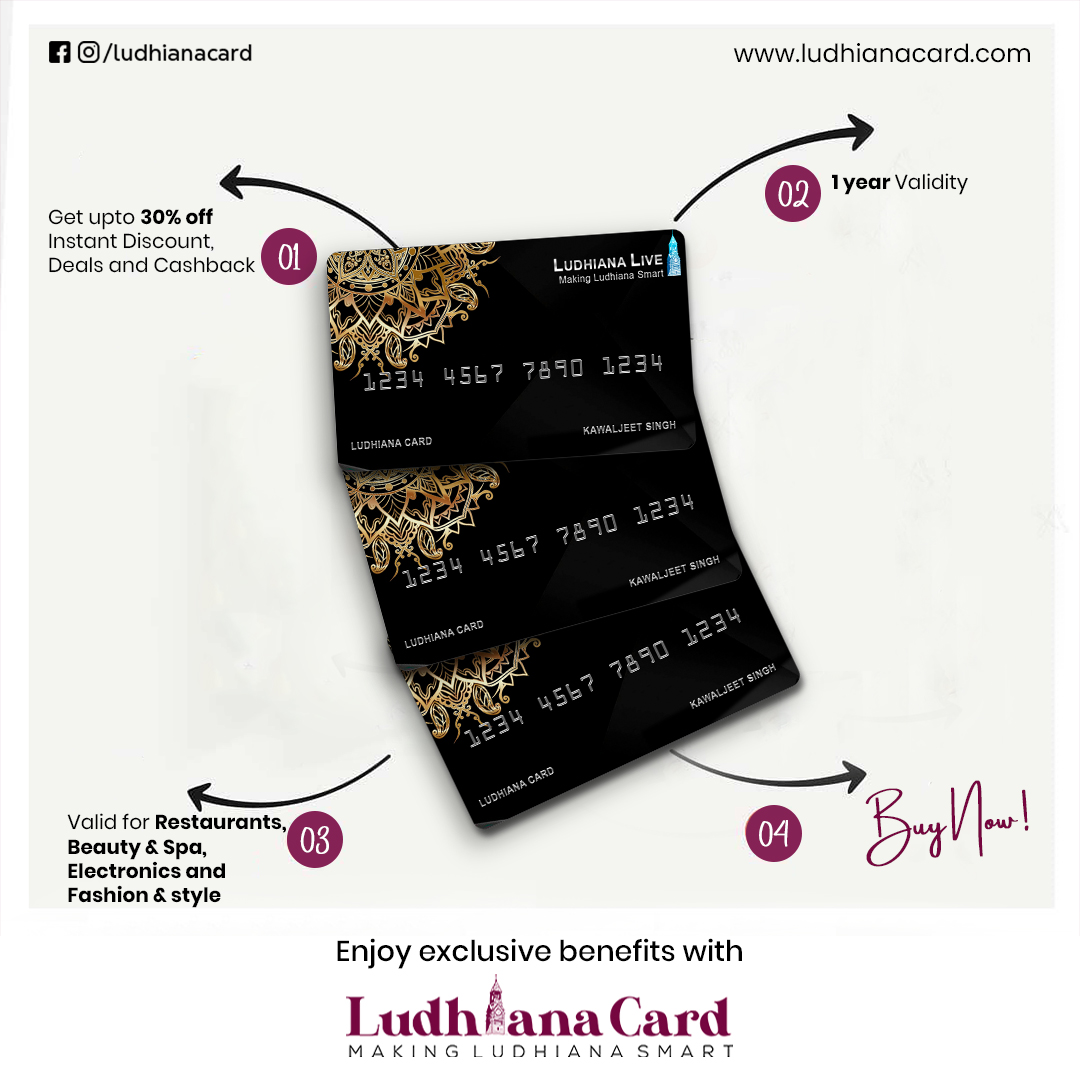 /ludhianacard
www.ludhianacard.com
Get upto 30% off
Instant Discount,
Deals and Cashback
01
02
1 year Validity
LUDHIANA LIVE
Making Ludhiana Smart
1234 4567 7890 1234
LUDHIANA CARD
KAWALJEET SINGH
1234 4567 7890 1234
LUDHIANA CARD
KAWALJEET SINGH
1234 4567 7890 1234
LUDHIANA CARD
KAWALJEET SINGH
Valid for Restaurants,
Beauty & Spa,
Electronics and
Fashion & style
03
04
Buy Now!
Enjoy exclusive benefits with
Ludhiana Card
MAKING LUDHIANA SMART